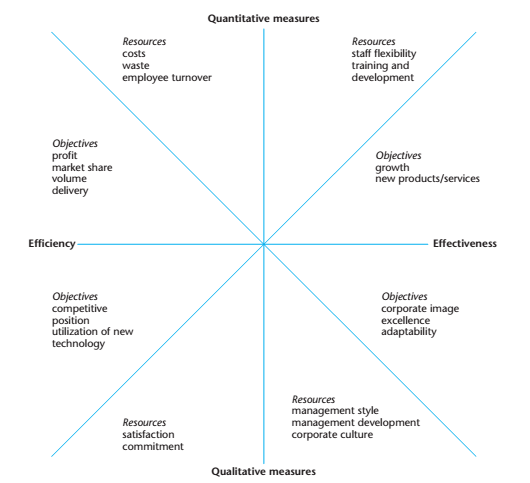 Quantitative measures
Resources
costs
waste
employee turnover
Resources
staff flexibility
training and
development
Objectives
profit
market share
volume
delivery
Objectives
growth
new products/services
Efficiency
Effectiveness
Objectives
competitive
position
utilization of new
technology
Objectives
corporate image
excellence
adaptability
Resources
satisfaction
commitment
Resources
management style
management development
corporate culture
Qualitative measures